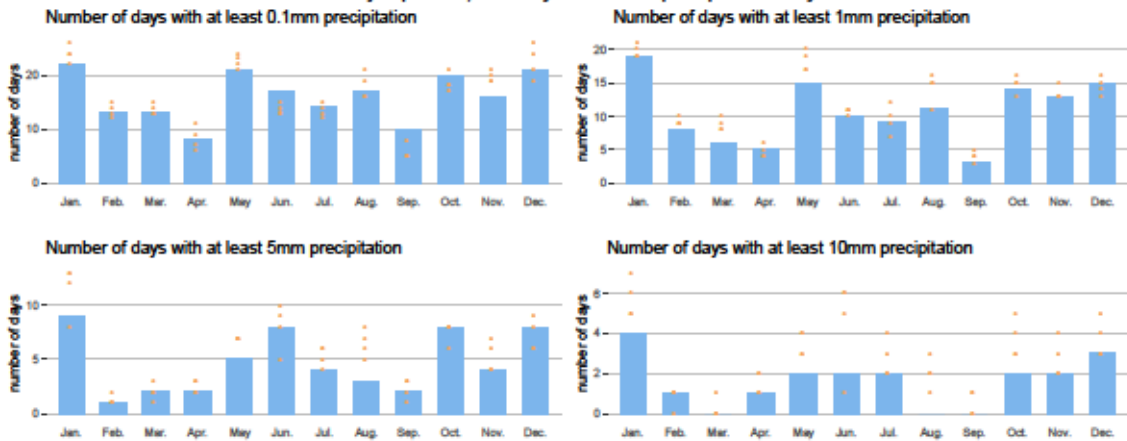 Number of days with at least 0.1mm precipitation
number of days
20
10
0
Jan. Feb. Mar. Apr. May Jun. Jul. Aug. Sep. Oct. Nov. Dec.
Number of days with at least 1mm precipitation
number of days
20
15
10
5
0
Jan. Feb. Mar. Apr. May Jun. Jul. Aug. Sep. Oct. Nov. Dec.
Number of days with at least 5mm precipitation
number of days
10
5
0
Jan. Feb. Mar. Apr. May Jun. Jul. Aug. Sep. Oct. Nov. Dec.
Number of days with at least 10mm precipitation
number of days
6
4
2
0
Jan. Feb. Mar. Apr. May Jun. Jul. Aug. Sep. Oct. Nov. Dec.